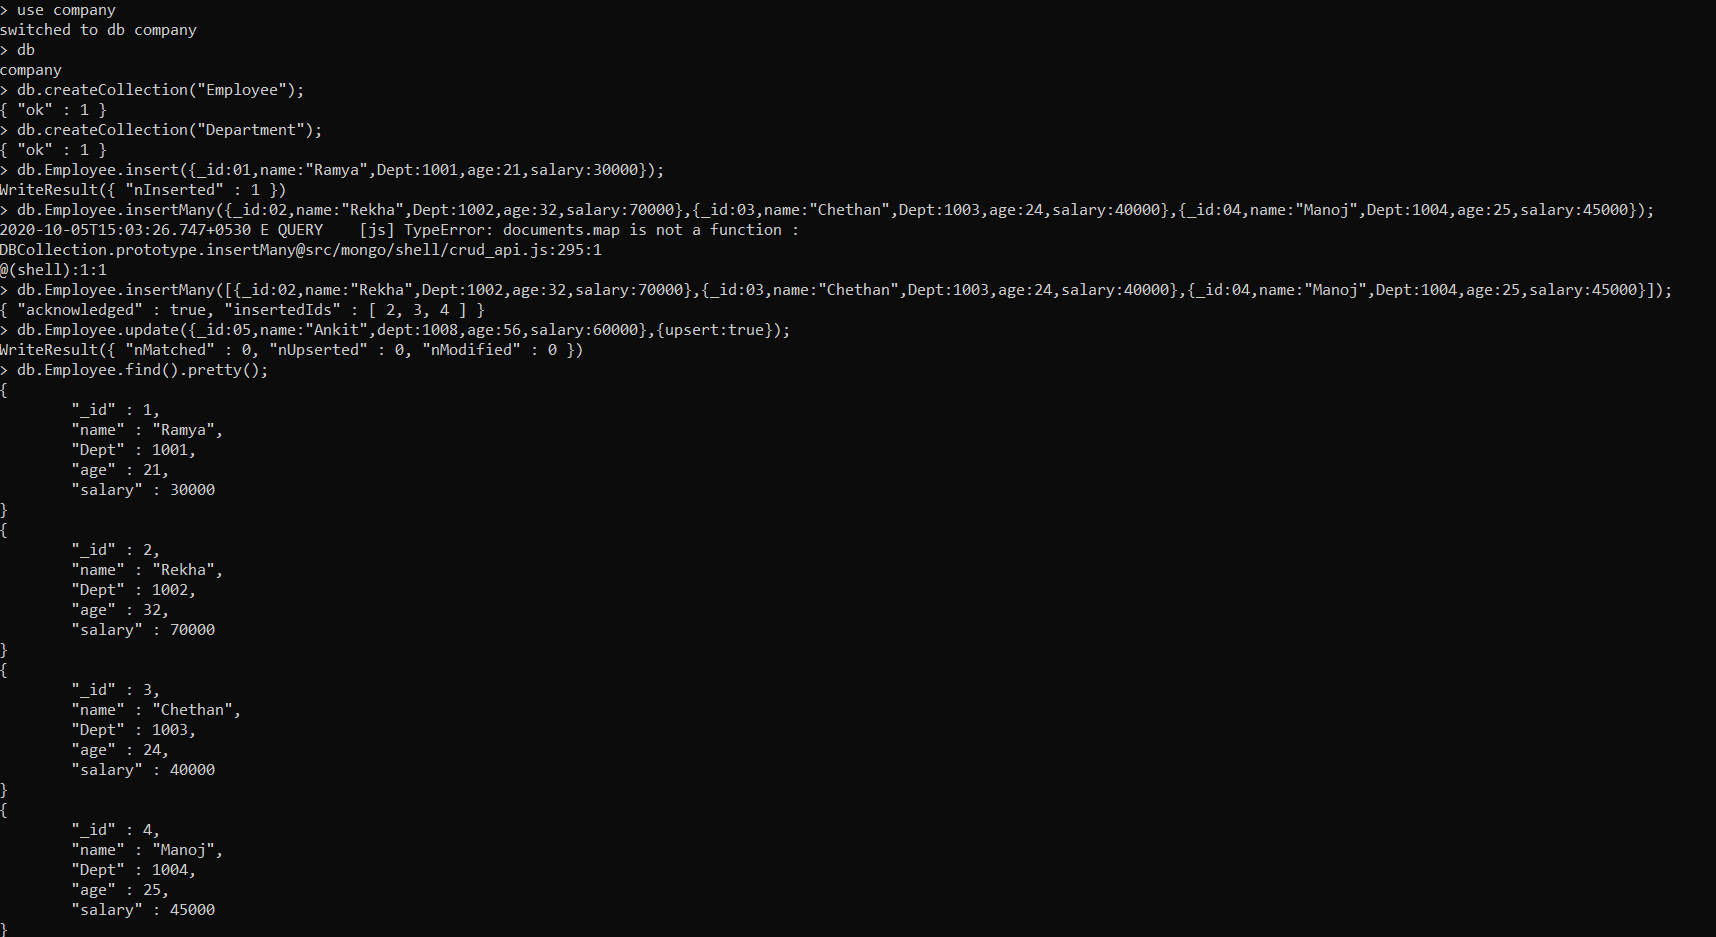 > use company
switched to db company
> db
company
> db.createCollection("Employee");
{ "ok" : 1 }
> db.createCollection("Department");
{ "ok" : 1 }
> db.Employee.insert({_id:01,name:"Ramya",Dept:1001,age:21,salary:30000});
WriteResult({ "nInserted" : 1 })
> db.Employee.insertMany({_id:02,name:"Rekha",Dept:1002,age:32,salary:70000},{_id:03,name:"Chethan",Dept:1003,age:24,salary:40000},{_id:04,name:"Manoj",Dept:1004,age:25,salary:45000});
2020-10-05T15:03:26.747+0530 E QUERY    [js] TypeError: documents.map is not a function :
DBCollection.prototype.insertMany@src/mongo/shell/crud_api.js:295:1
@(shell):1:1
> db.Employee.insertMany([{_id:02,name:"Rekha",Dept:1002,age:32,salary:70000},{_id:03,name:"Chethan",Dept:1003,age:24,salary:40000},{_id:04,name:"Manoj",Dept:1004,age:25,salary:45000}]);
{ "acknowledged" : true, "insertedIds" : [ 2, 3, 4 ] }
> db.Employee.update({_id:05,name:"Ankit",dept:1008,age:56,salary:60000},{upsert:true});
WriteResult({ "nMatched" : 0, "nUpserted" : 0, "nModified" : 0 })
> db.Employee.find().pretty();
{
        "_id" : 1,
        "name" : "Ramya",
        "Dept" : 1001,
        "age" : 21,
        "salary" : 30000
}
{
        "_id" : 2,
        "name" : "Rekha",
        "Dept" : 1002,
        "age" : 32,
        "salary" : 70000
}
{
        "_id" : 3,
        "name" : "Chethan",
        "Dept" : 1003,
        "age" : 24,
        "salary" : 40000
}
{
        "_id" : 4,
        "name" : "Manoj",
        "Dept" : 1004,
        "age" : 25,
        "salary" : 45000
}